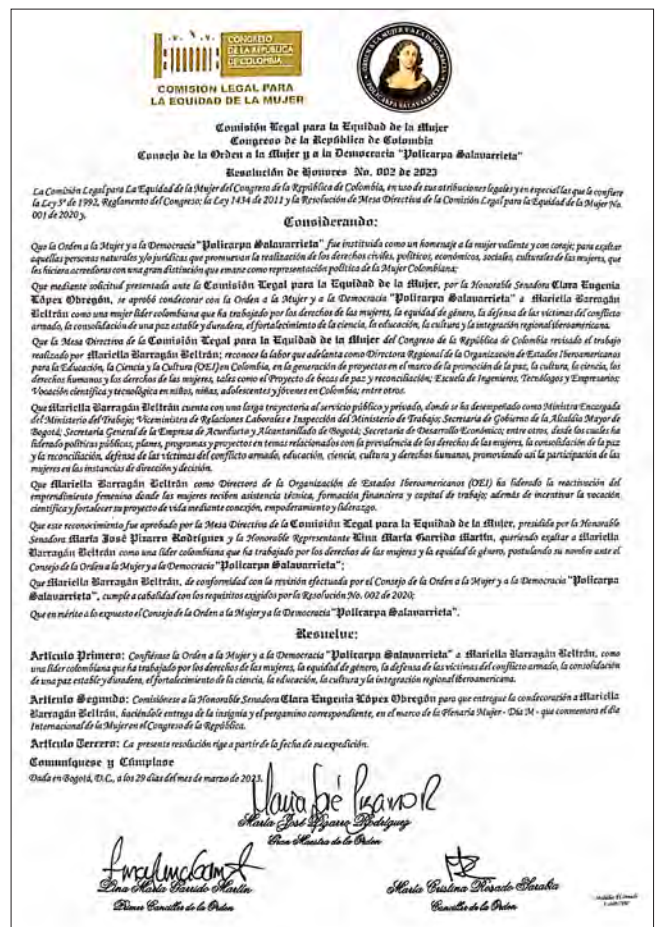 CONGRESO
DE LA REPÚBLICA
DE COLOMBIA
COMISIÓN LEGAL PARA
LA EQUIDAD DE LA MUJER
ORDEN A LA MUJER Y A LA DEMOCRACIA
POLICARPA SALAVARRIETA
Comisión Legal para la Equidad de la Mujer
Congreso de la República de Colombia
Consejo de la Orden a la Mujer y a la Democracia "Policarpa Salavarrieta"
Resolución de Honores No. 002 de 2023
La Comisión Legal para La Equidad de la Mujer del Congreso de la República de Colombia, en uso de sus atribuciones legales y en especial las que le confiere
la Ley 5ª de 1992, Reglamento del Congreso; la Ley 1434 de 2011 y la Resolución de Mesa Directiva de la Comisión Legal para la Equidad de la Mujer No.
001 de 2020 y,
Considerando:
Que la Orden a la Mujer y a la Democracia "Policarpa Salavarrieta" fue instituida como un homenaje a la mujer valiente y con coraje; para exaltar
aquellas personas naturales y/o jurídicas que promuevan la realización de los derechos civiles, políticos, económicos, sociales, culturales de las mujeres, que
les hiciera acreedoras con una gran distinción que emane como representación política de la Mujer Colombiana;
Que mediante solicitud presentada ante la Comisión Legal para la Equidad de la Mujer, por la Honorable Senadora Clara Eugenia
López Obregón, se aprobó condecorar con la Orden a la Mujer y a la Democracia "Policarpa Salavarrieta" a Mariella Barragán
Beltrán como una mujer líder colombiana que ha trabajado por los derechos de las mujeres, la equidad de género, la defensa de las víctimas del conflicto
armado, la consolidación de una paz estable y duradera, el fortalecimiento de la ciencia, la educación, la cultura y la integración regional iberoamericana.
Que la Mesa Directiva de la Comisión Legal para la Equidad de la Mujer del Congreso de la República de Colombia revisado el trabajo
realizado por Mariella Barragán Beltrán; reconoce la labor que adelanta como Directora Regional de la Organización de Estados Iberoamericanos
para la Educación, la Ciencia y la Cultura (OEI) en Colombia, en la generación de proyectos en el marco de la promoción de la paz, la cultura, la ciencia, los
derechos humanos y los derechos de las mujeres, tales como el Proyecto de becas de paz y reconciliación; Escuela de Ingenieros, Tecnólogos y Empresarios;
Vocación científica y tecnológica en niños, niñas, adolescentes y jóvenes en Colombia; entre otros.
Que Mariella Barragán Beltrán cuenta con una larga trayectoria al servicio público y privado, donde se ha desempeñado como Ministra Encargada
del Ministerio del Trabajo; Viceministra de Relaciones Laborales e Inspección del Ministerio de Trabajo; Secretaria de Gobierno de la Alcaldía Mayor de
Bogotá; Secretaria General de la Empresa de Acueducto y Alcantarillado de Bogotá; Secretaria de Desarrollo Económico; entre otros, desde los cuales ha
liderado políticas públicas, planes, programas y proyectos en temas relacionados con la prevalencia de los derechos de las mujeres, la consolidación de la paz
y la reconciliación, defensa de las víctimas del conflicto armado, educación, ciencia, cultura y derechos humanos, promoviendo así la participación de las
mujeres en las instancias de dirección y decisión.
Que Mariella Barragán Beltrán como Directora de la Organización de Estados Iberoamericanos (OEI) ha liderado la reactivación del
emprendimiento femenino donde las mujeres reciben asistencia técnica, formación financiera y capital de trabajo; además de incentivar la vocación
científica y fortalecer su proyecto de vida mediante conexión, empoderamiento y liderazgo.
Que este reconocimiento fue aprobado por la Mesa Directiva de la Comisión Legal para la Equidad de la Mujer, presidida por la Honorable
Senadora María José Pizarro Rodríguez y la Honorable Representante Lina María Garrido Martín, queriendo exaltar a Mariella
Barragán Beltrán como una líder colombiana que ha trabajado por los derechos de las mujeres y la equidad de género, postulando su nombre ante el
Consejo de la Orden a la Mujer y a la Democracia "Policarpa Salavarrieta";
Que Mariella Barragán Beltrán, de conformidad con la revisión efectuada por el Consejo de la Orden a la Mujer y a la Democracia "Policarpa
Salavarrieta", cumple a cabalidad con los requisitos exigidos por la Resolución No. 002 de 2020;
Que en mérito a lo expuesto el Consejo de la Orden a la Mujer y a la Democracia "Policarpa Salavarrieta".
Resuelve:
Artículo Primero: Confiérase la Orden a la Mujer y a la Democracia "Policarpa Salavarrieta" a Mariella Barragán Beltrán, como
una líder colombiana que ha trabajado por los derechos de las mujeres, la equidad de género, la defensa de las víctimas del conflicto armado, la consolidación
de una paz estable y duradera, el fortalecimiento de la ciencia, la educación, la cultura y la integración regional iberoamericana.
Artículo Segundo: Comisiónese a la Honorable Senadora Clara Eugenia López Obregón para que entregue la condecoración a Mariella
Barragán Beltrán, haciéndole entrega de la insignia y el pergamino correspondiente, en el marco de la Plenaria Mujer - Día M - que conmemora el día
Internacional de la Mujer en el Congreso de la República.
Artículo Tercero: La presente resolución rige a partir de la fecha de su expedición.
Comuníquese y Cúmplase
Dada en Bogotá, D.C., a los 29 días del mes de marzo de 2023.
María José Pizarro R
María José Pizarro Rodríguez
Gran Maestra de la Orden
Lina María Garrido Martín
Primer Canciller de la Orden
María Cristina Rosado Sarabia
Canciller de la Orden